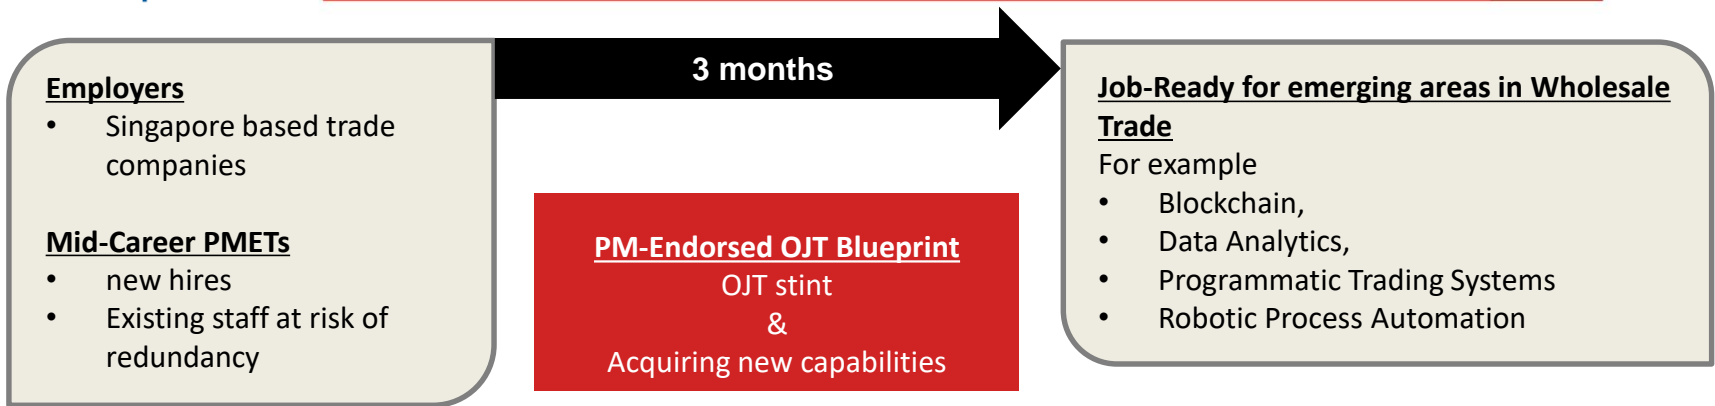 Employers
• Singapore based trade
companies
Mid-Career PMETs
• new hires
• Existing staff at risk of
redundancy
3 months
PM-Endorsed OJT Blueprint
OJT stint
&
Acquiring new capabilities
Job-Ready for emerging areas in Wholesale
Trade
For example
• Blockchain,
• Data Analytics,
• Programmatic Trading Systems
• Robotic Process Automation